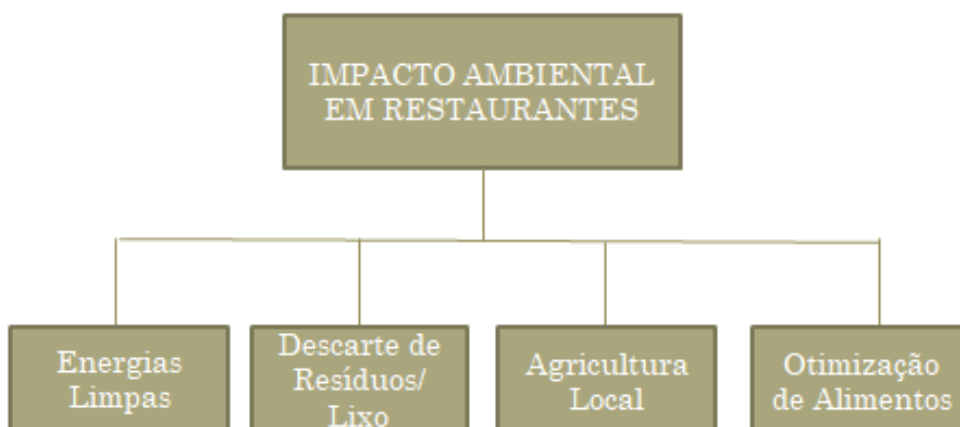 IMPACTO AMBIENTAL
EM RESTAURANTES
Energias
Limpas
Descarte de
Resíduos/
Lixo
Agricultura
Local
Otimização
de Alimentos